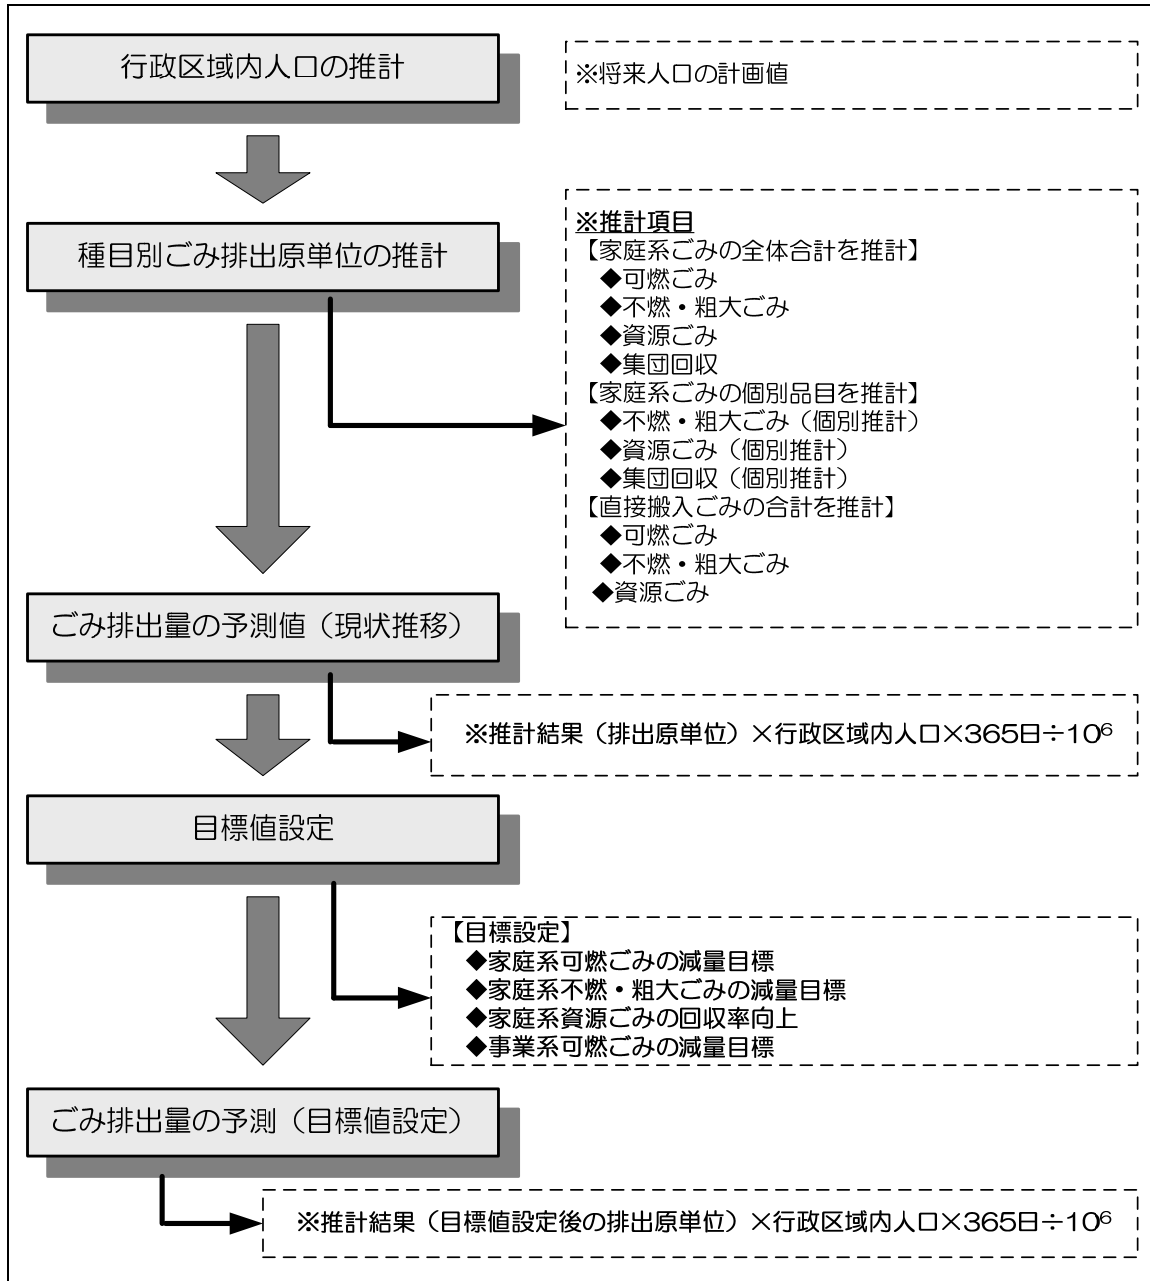 行政区域内人口の推計
※将来人口の計画値
種目別ごみ排出原単位の推計
※推計項目
【家庭系ごみの全体合計を推計】
◆可燃ごみ
◆不燃・粗大ごみ
◆資源ごみ
◆集団回収
【家庭系ごみの個別品目を推計】
◆不燃・粗大ごみ（個別推計）
◆資源ごみ（個別推計）
◆集団回収（個別推計）
【直接搬入ごみの合計を推計】
◆可燃ごみ
◆不燃・粗大ごみ
◆資源ごみ
ごみ排出量の予測値（現状推移）
※推計結果（排出原単位）×行政区域内人口×365日÷10⁶
目標値設定
【目標設定】
◆家庭系可燃ごみの減量目標
◆家庭系不燃・粗大ごみの減量目標
◆家庭系資源ごみの回収率向上
◆事業系可燃ごみの減量目標
ごみ排出量の予測（目標値設定）
※推計結果（目標値設定後の排出原単位）×行政区域内人口×365日÷10⁶